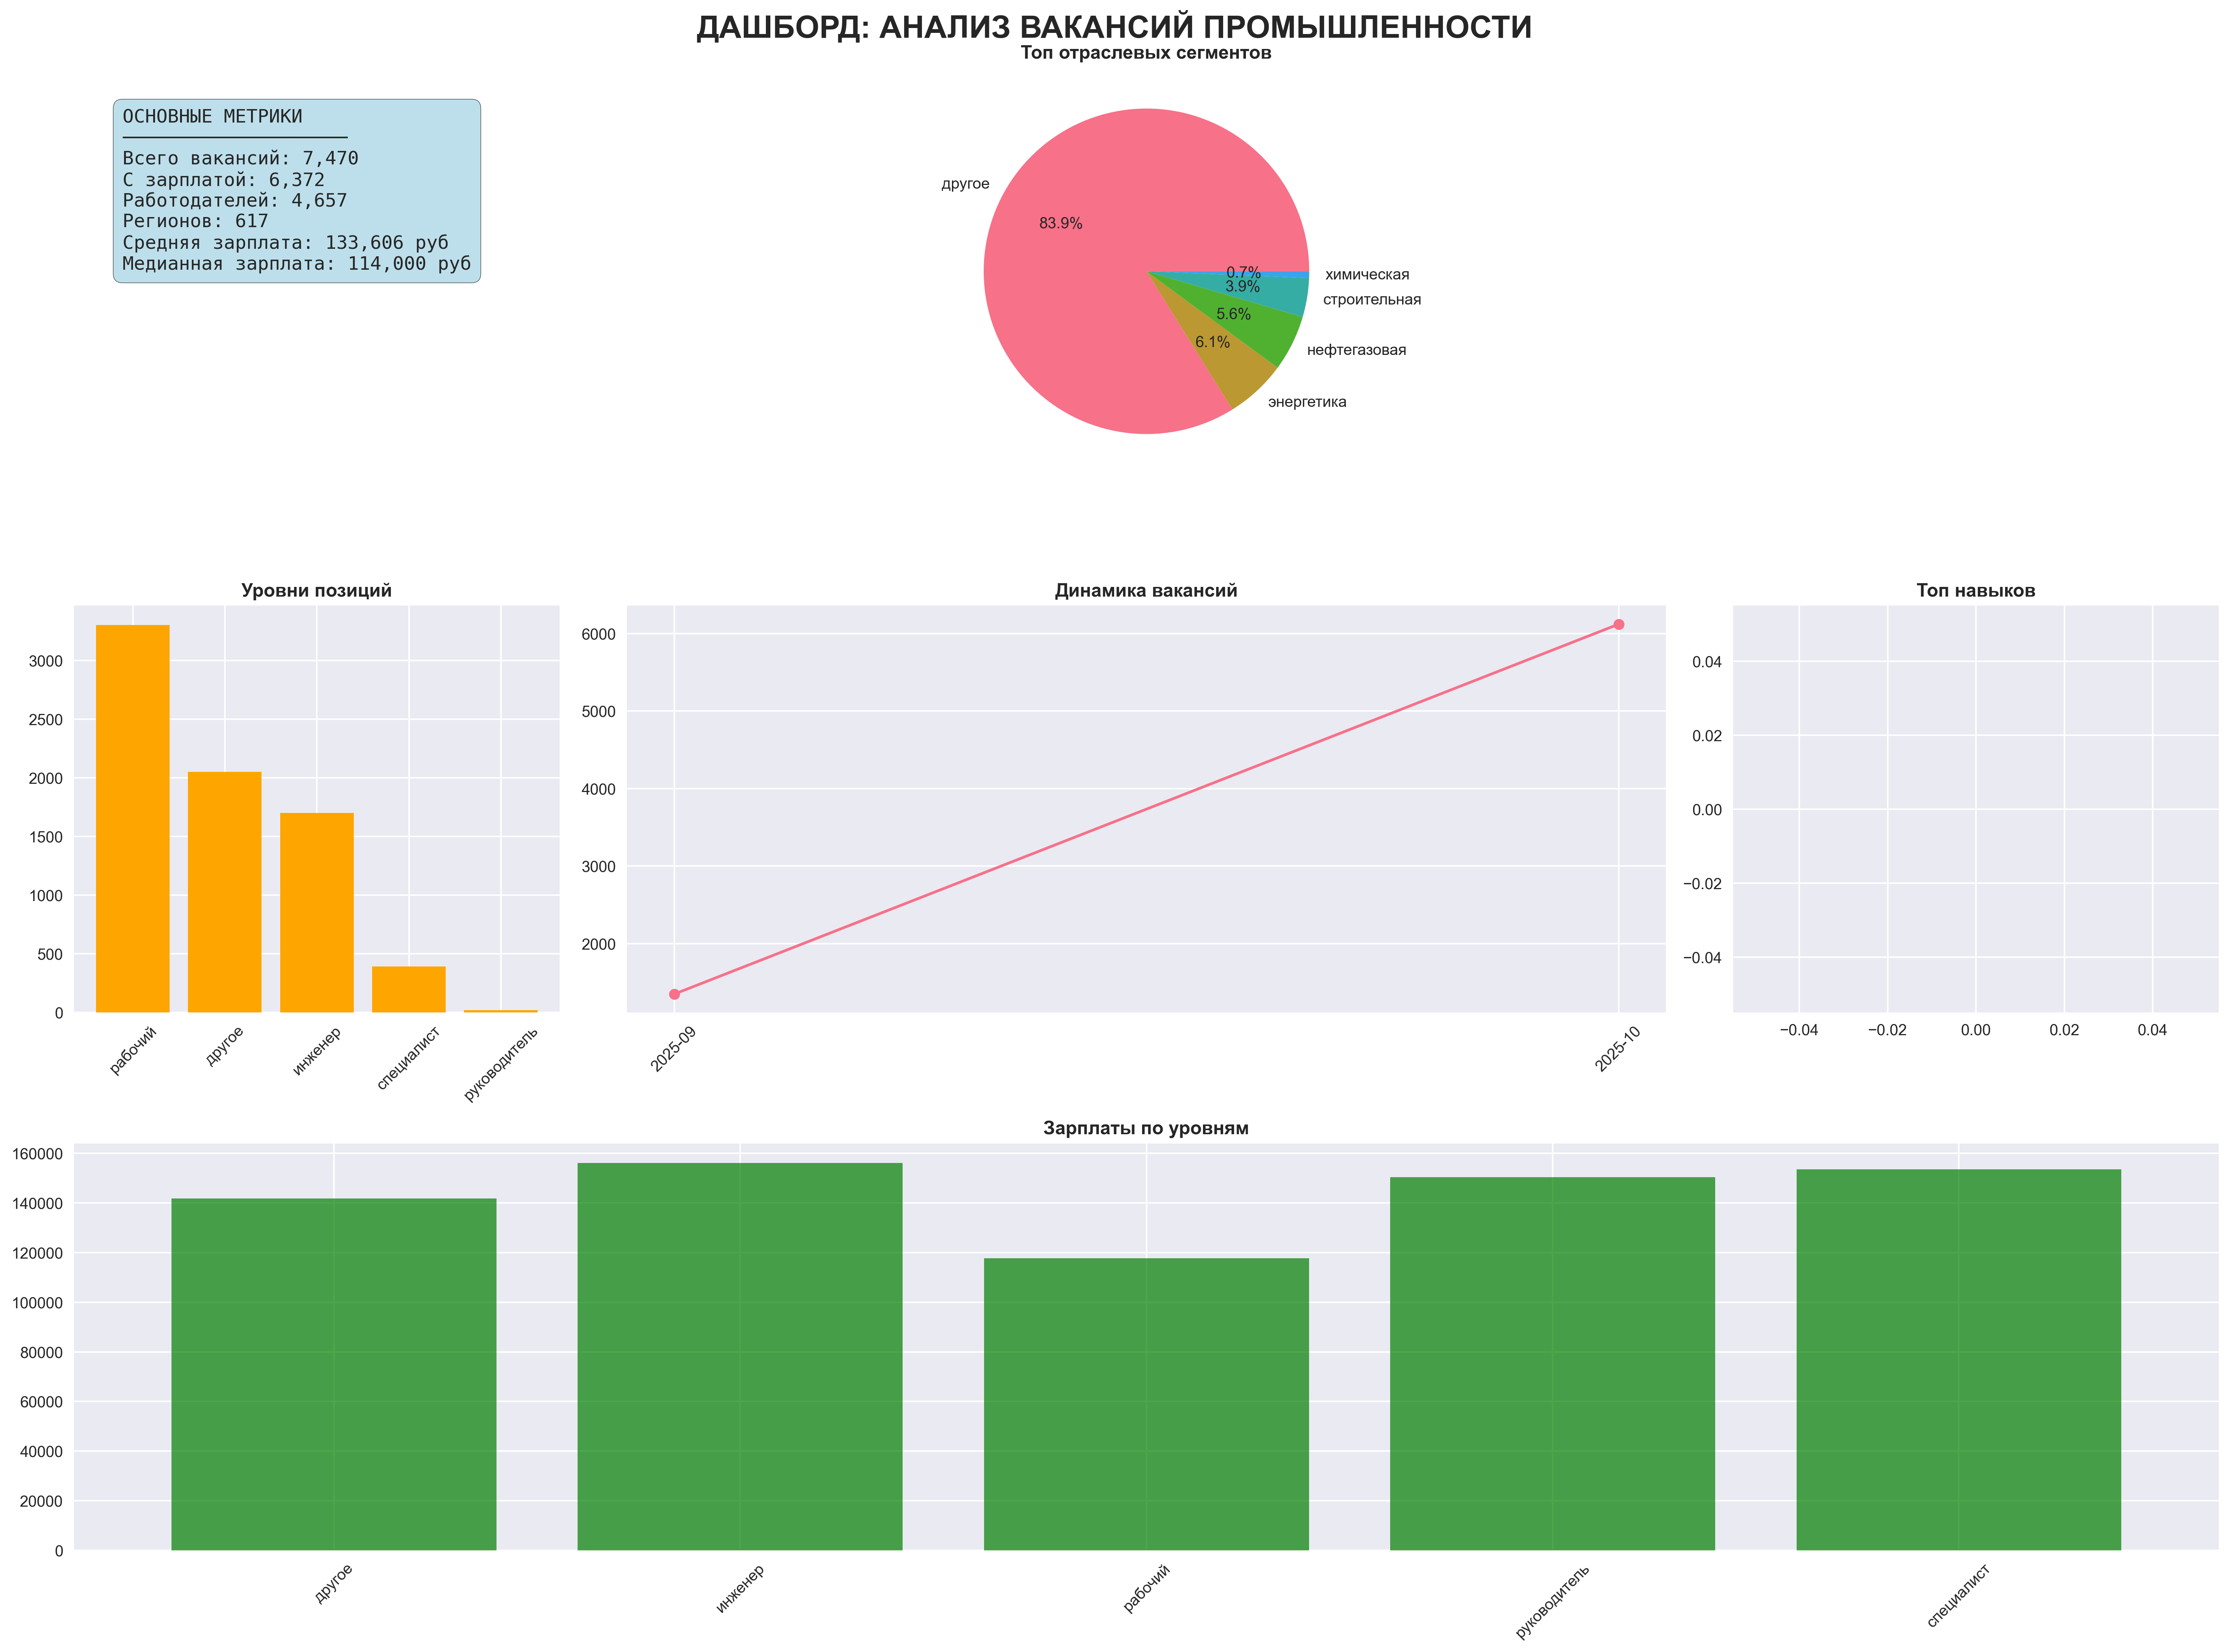 ДАШБОРД: АНАЛИЗ ВАКАНСИЙ ПРОМЫШЛЕННОСТИ
ОСНОВНЫЕ МЕТРИКИ
Всего вакансий: 7,470
С зарплатой: 6,372
Работодателей: 4,657
Регионов: 617
Средняя зарплата: 133,606 руб
Медианная зарплата: 114,000 руб
Топ отраслевых сегментов
другое
83.9%
0.7%
химическая
3.9%
строительная
5.6%
нефтегазовая
6.1%
энергетика
Уровни позиций
3000
2500
2000
1500
1000
500
0
рабочий
другое
инженер
специалист
руководитель
Динамика вакансий
6000
5000
4000
3000
2000
2025-09
2025-10
Топ навыков
0.04
0.02
0.00
−0.02
−0.04
−0.04
−0.02
0.00
0.02
0.04
Зарплаты по уровням
160000
140000
120000
100000
80000
60000
40000
20000
0
другое
инженер
рабочий
руководитель
специалист